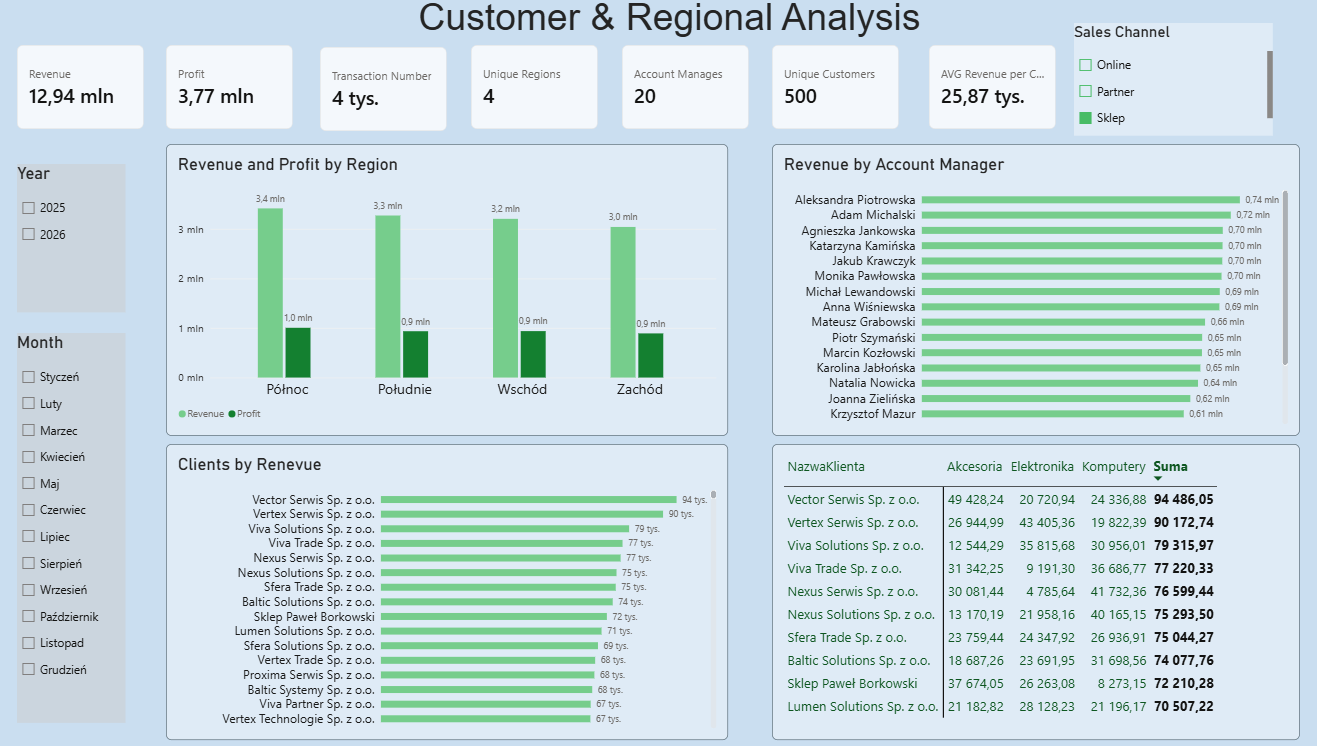 Customer & Regional Analysis
Revenue
12,94 mln
Profit
3,77 mln
Transaction Number
4 tys.
Unique Regions
4
Account Manages
20
Unique Customers
500
AVG Revenue per C...
25,87 tys.
Sales Channel
Online
Partner
Sklep
Year
2025
2026
Month
Styczeń
Luty
Marzec
Kwiecień
Maj
Czerwiec
Lipiec
Sierpień
Wrzesień
Październik
Listopad
Grudzień
Revenue and Profit by Region
3,4 mln 3,3 mln 3,2 mln 3,0 mln
3 mln
2 mln
1 mln
0 mln
1,0 mln 0,9 mln 0,9 mln 0,9 mln
Północ Południe Wschód Zachód
Revenue Profit
Revenue by Account Manager
Aleksandra Piotrowska 0,74 mln
Adam Michalski 0,72 mln
Agnieszka Jankowska 0,70 mln
Katarzyna Kamińska 0,70 mln
Jakub Krawczyk 0,70 mln
Monika Pawłowska 0,70 mln
Michał Lewandowski 0,69 mln
Anna Wiśniewska 0,69 mln
Mateusz Grabowski 0,66 mln
Piotr Szymański 0,65 mln
Marcin Kozłowski 0,65 mln
Karolina Jabłońska 0,65 mln
Natalia Nowicka 0,64 mln
Joanna Zielińska 0,62 mln
Krzysztof Mazur 0,61 mln
Clients by Renevue
Vector Serwis Sp. z o.o. 94 tys.
Vertex Serwis Sp. z o.o. 90 tys.
Viva Solutions Sp. z o.o. 79 tys.
Viva Trade Sp. z o.o. 77 tys.
Nexus Serwis Sp. z o.o. 77 tys.
Nexus Solutions Sp. z o.o. 75 tys.
Sfera Trade Sp. z o.o. 75 tys.
Baltic Solutions Sp. z o.o. 74 tys.
Sklep Paweł Borkowski 72 tys.
Lumen Solutions Sp. z o.o. 71 tys.
Sfera Solutions Sp. z o.o. 69 tys.
Vertex Trade Sp. z o.o. 68 tys.
Proxima Serwis Sp. z o.o. 68 tys.
Baltic Systemy Sp. z o.o. 68 tys.
Viva Partner Sp. z o.o. 67 tys.
Vertex Technologie Sp. z o.o. 67 tys.
NazwaKlienta Akcesoria Elektronika Komputery Suma
Vector Serwis Sp. z o.o. 49 428,24 20 720,94 24 336,88 94 486,05
Vertex Serwis Sp. z o.o. 26 944,99 43 405,36 19 822,39 90 172,74
Viva Solutions Sp. z o.o. 12 544,29 35 815,68 30 956,01 79 315,97
Viva Trade Sp. z o.o. 31 342,25 9 191,30 36 686,77 77 220,33
Nexus Serwis Sp. z o.o. 30 081,44 4 785,64 41 732,36 76 599,44
Nexus Solutions Sp. z o.o. 13 170,19 21 958,16 40 165,15 75 293,50
Sfera Trade Sp. z o.o. 23 759,44 24 347,92 26 936,91 75 044,27
Baltic Solutions Sp. z o.o. 18 687,26 23 691,95 31 698,56 74 077,76
Sklep Paweł Borkowski 37 674,05 26 263,08 8 273,15 72 210,28
Lumen Solutions Sp. z o.o. 21 182,82 28 128,23 21 196,17 70 507,22